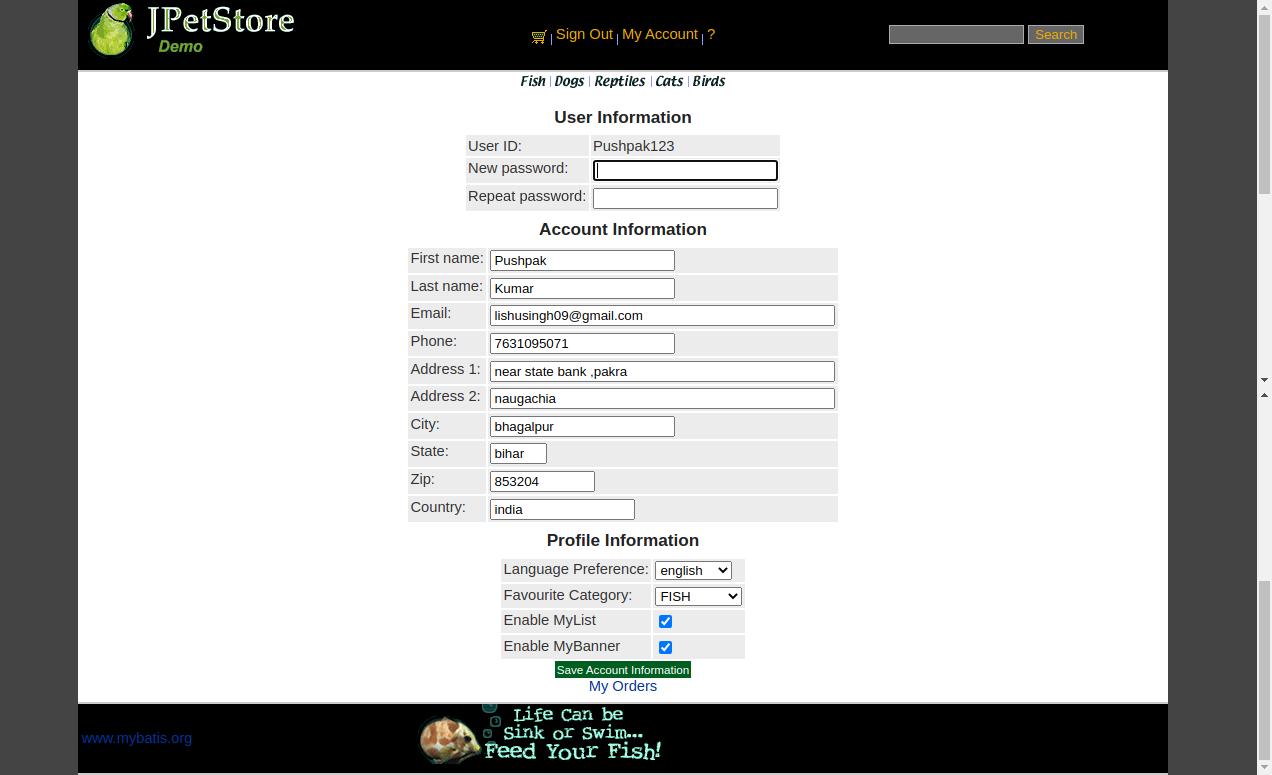 JPetStore
Demo
Sign Out | My Account | ?
Search
Fish | Dogs | Reptiles | Cats | Birds
User Information
User ID: Pushpak123
New password:
Repeat password:
Account Information
First name: Pushpak
Last name: Kumar
Email: lishusingh09@gmail.com
Phone: 7631095071
Address 1: near state bank ,pakra
Address 2: naugachia
City: bhagalpur
State: bihar
Zip: 853204
Country: india
Profile Information
Language Preference: english
Favourite Category: FISH
Enable MyList
Enable MyBanner
Save Account Information
My Orders
www.mybatis.org
Life Can be
Sink or Swim...
Feed Your Fish!